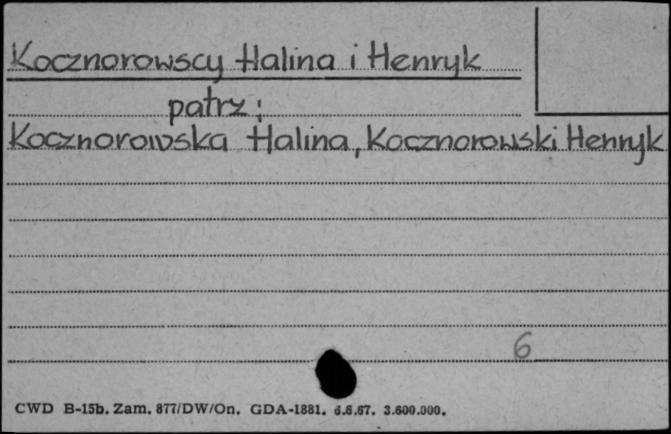 Kocznorowscy Halina i Henryk
patrz:
Kocznorowska Halina, Kocznorowski Henryk
6
CWD B-15b. Zam. 877/DW/On. GDA-1881. 6.6.67. 3.600.000.